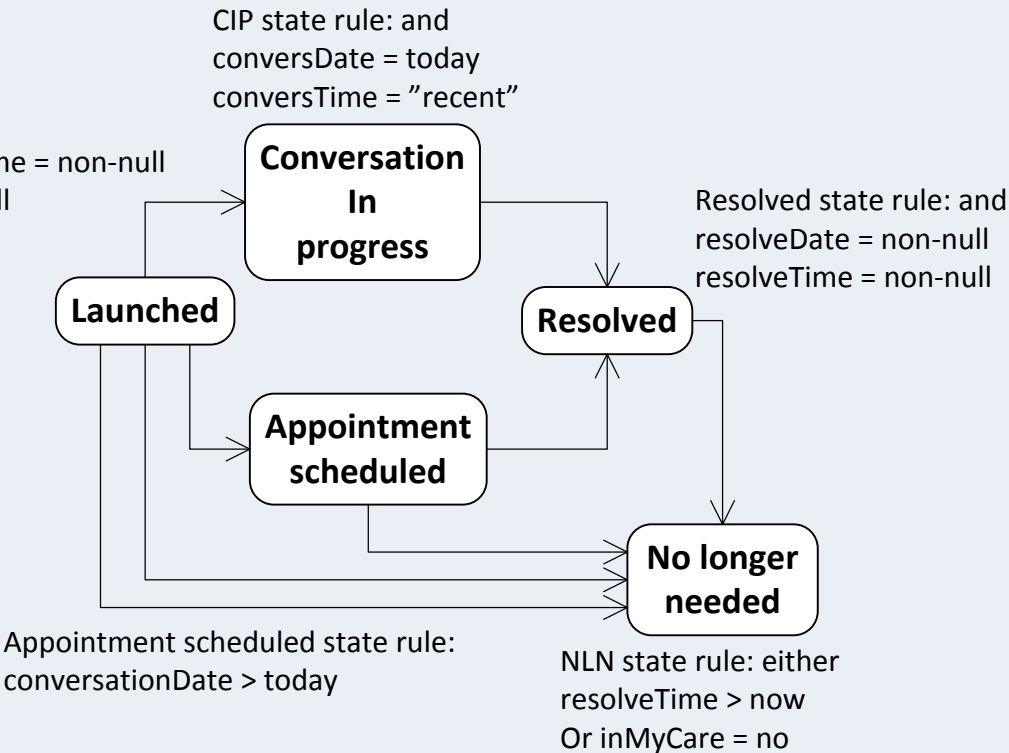 CIP state rule: and
conversDate = today
conversTime = ”recent”
= non-null
Conversation
In
progress
Launched
Resolved state rule: and
resolveDate = non-null
resolveTime = non-null
Resolved
Appointment
scheduled
No longer
needed
Appointment scheduled state rule:
conversationDate > today
NLN state rule: either
resolveTime > now
Or inMyCare = no